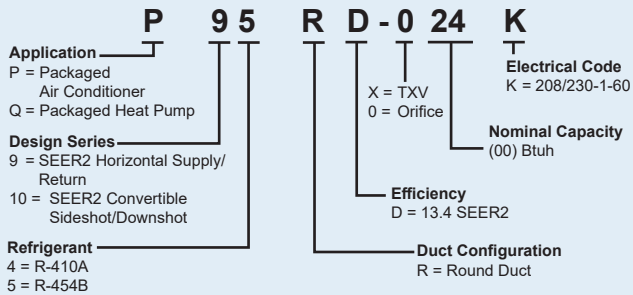 P 9 5 R D - 0 24 K
Application
P = Packaged
Air Conditioner
Q = Packaged Heat Pump
Design Series
9 = SEER2 Horizontal Supply/
Return
10 = SEER2 Convertible
Sideshot/Downshot
Refrigerant
4 = R-410A
5 = R-454B
X = TXV
0 = Orifice
Electrical Code
K = 208/230-1-60
Nominal Capacity
(00) Btuh
Efficiency
D = 13.4 SEER2
Duct Configuration
R = Round Duct